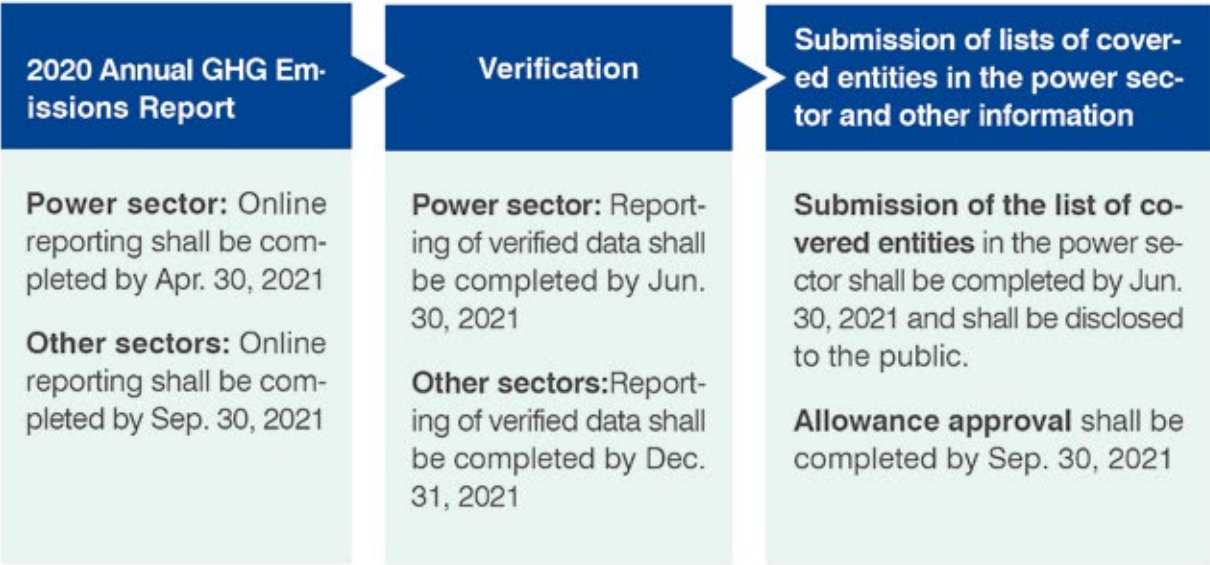 2020 Annual GHG Em-
issions Report
Power sector: Online
reporting shall be com-
pleted by Apr. 30, 2021
Other sectors: Online
reporting shall be com-
pleted by Sep. 30, 2021
Verification
Power sector: Report-
ing of verified data shall
be completed by Jun.
30, 2021
Other sectors:Report-
ing of verified data shall
be completed by Dec.
31, 2021
Submission of lists of cover-
ed entities in the power sec-
tor and other information
Submission of the list of co-
vered entities in the power se-
ctor shall be completed by Jun.
30, 2021 and shall be disclosed
to the public.
Allowance approval shall be
completed by Sep. 30, 2021